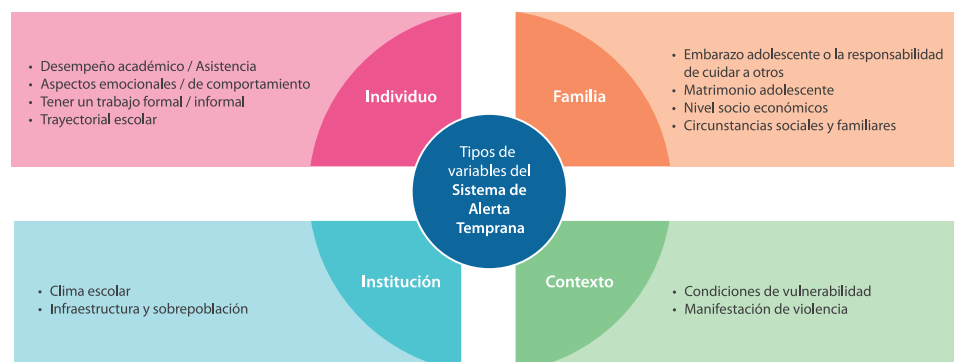 • Desempeño académico / Asistencia
• Aspectos emocionales / de comportamiento
• Tener un trabajo formal / informal
• Trayectorial escolar
Individuo
Familia
• Embarazo adolescente o la responsabilidad
de cuidar a otros
• Matrimonio adolescente
• Nivel socio económicos
• Circunstancias sociales y familiares
Tipos de
variables del
Sistema de
Alerta
Temprana
• Clima escolar
• Infraestructura y sobrepoblación
Institución
Contexto
• Condiciones de vulnerabilidad
• Manifestación de violencia